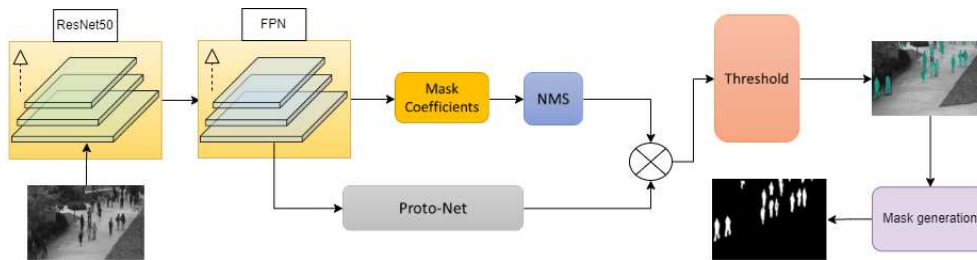 ResNet50
FPN
Mask
Coefficients
NMS
Threshold
Proto-Net
Mask generation